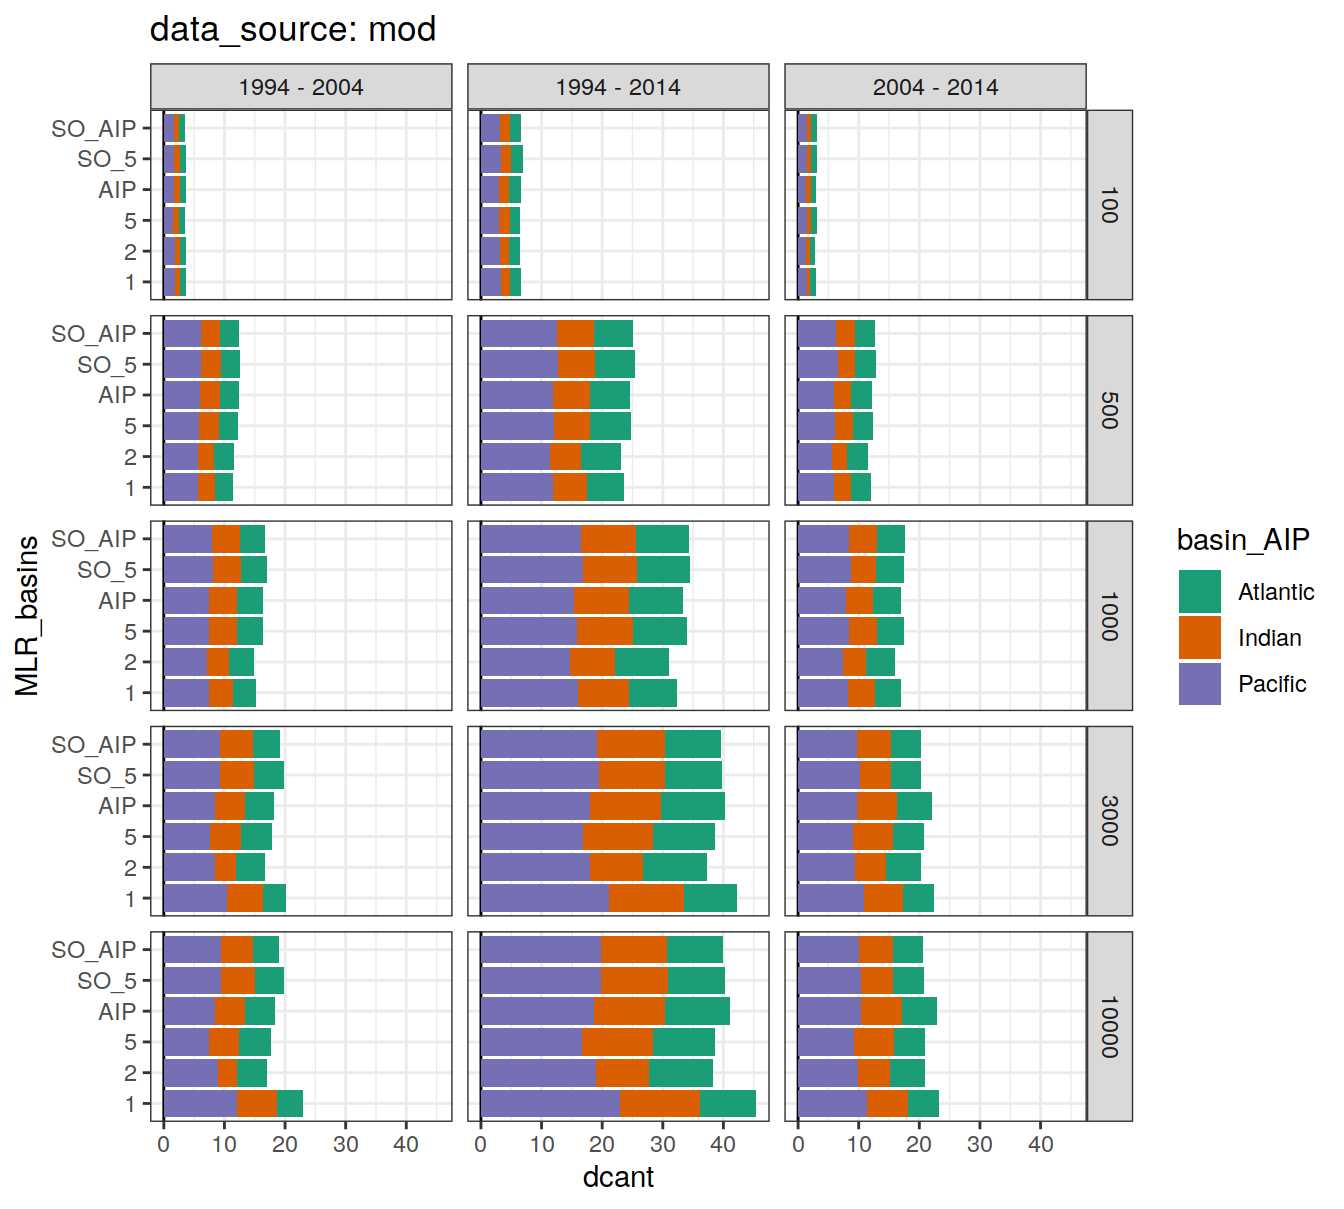 data_source: mod
1994 - 2004
1994 - 2014
2004 - 2014
SO_AIP
SO_5
AIP
5
2
1
100
SO_AIP
SO_5
AIP
5
2
1
500
SO_AIP
SO_5
AIP
5
2
1
1000
SO_AIP
SO_5
AIP
5
2
1
3000
SO_AIP
SO_5
AIP
5
2
1
10000
MLR_basins
0 10 20 30 40
0 10 20 30 40
0 10 20 30 40
dcant
basin_AIP
Atlantic
Indian
Pacific